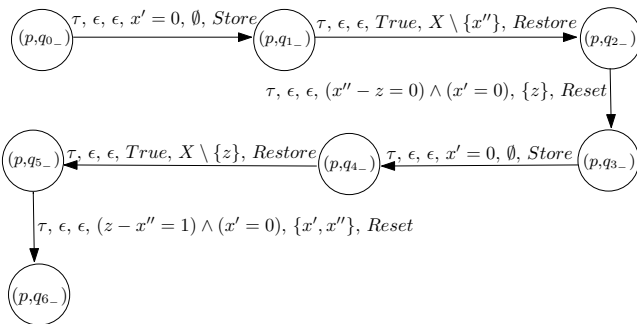 τ, ϵ, ϵ, x′ = 0, ∅, Store
τ, ϵ, ϵ, True, X \ {x′′}, Restore
(p,q0_)
(p,q1_)
(p,q2_)
τ, ϵ, ϵ, (x′′ − z = 0) ∧ (x′ = 0), {z}, Reset
τ, ϵ, ϵ, True, X \ {z}, Restore
τ, ϵ, ϵ, x′ = 0, ∅, Store
(p,q5_)
(p,q4_)
(p,q3_)
τ, ϵ, ϵ, (z − x′′ = 1) ∧ (x′ = 0), {x′, x′′}, Reset
(p,q6_)